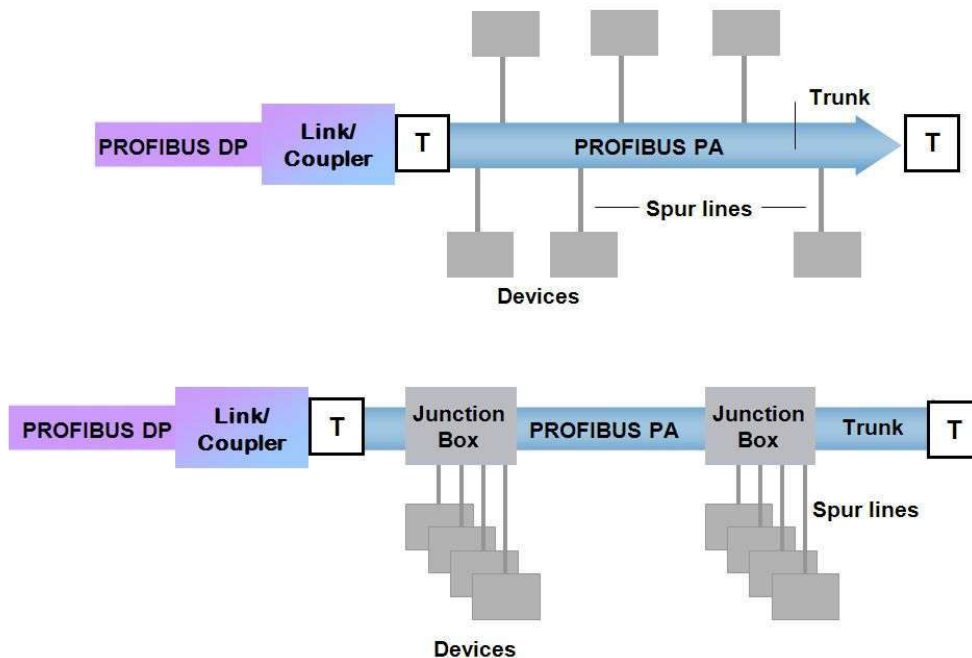 Trunk
PROFIBUS DP
Link/
Coupler
T
PROFIBUS PA
T
Spur lines
Devices
PROFIBUS DP
Link/
Coupler
T
Junction
Box
PROFIBUS PA
Junction
Box
Trunk
T
Spur lines
Devices